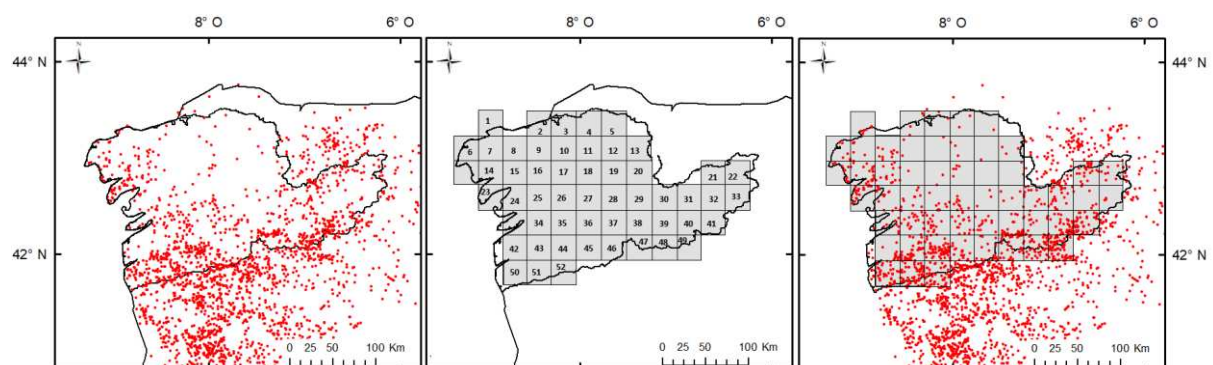 8° O 6° O 8° O 6° O 8° O 6° O
44° N N N N 44° N
1
2 3 4 5
6 7 8 9 10 11 12 13
14 15 16 17 18 19 20 21 22
23 24 25 26 27 28 29 30 31 32 33
34 35 36 37 38 39 40 41
42° N 42 43 44 45 46 47 48 49 42° N
50 51 52
0 25 50 100 Km 0 25 50 100 Km 0 25 50 100 Km